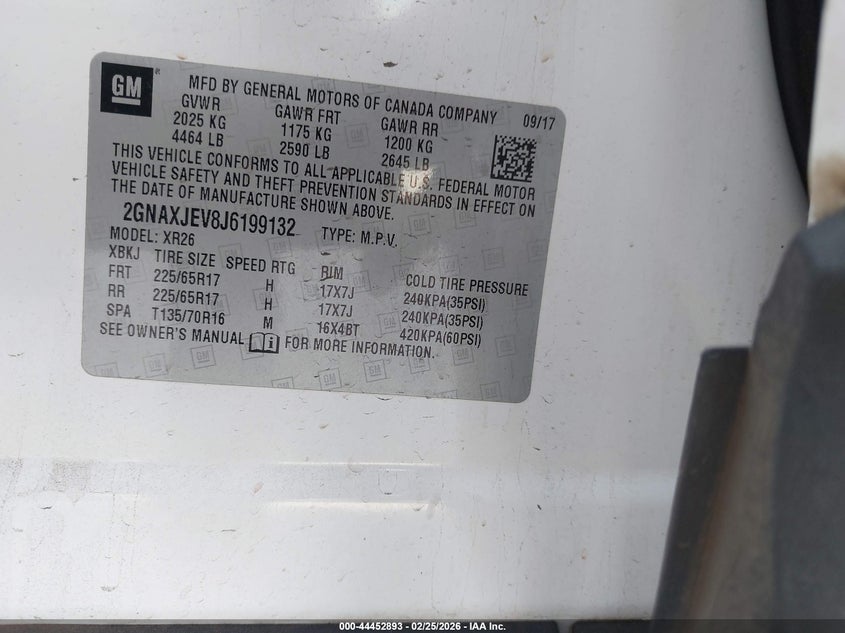 GM
MFD BY GENERAL MOTORS OF CANADA COMPANY 09/17
GVWR GAWR FRT GAWR RR
2025 KG 1175 KG 1200 KG
4464 LB 2590 LB 2645 LB
THIS VEHICLE CONFORMS TO ALL APPLICABLE U.S. FEDERAL MOTOR
VEHICLE SAFETY AND THEFT PREVENTION STANDARDS IN EFFECT ON
THE DATE OF MANUFACTURE SHOWN ABOVE.
2GNAXJEV8J6199132 TYPE: M.P.V.
MODEL: XR26
XBKJ TIRE SIZE SPEED RTG RIM COLD TIRE PRESSURE
FRT 225/65R17 H 17X7J 240KPA(35PSI)
RR 225/65R17 H 17X7J 240KPA(35PSI)
SPA T135/70R16 M 16X4BT 420KPA(60PSI)
SEE OWNER'S MANUAL FOR MORE INFORMATION.
000-44452893 - 02/25/2026 - IAA Inc.